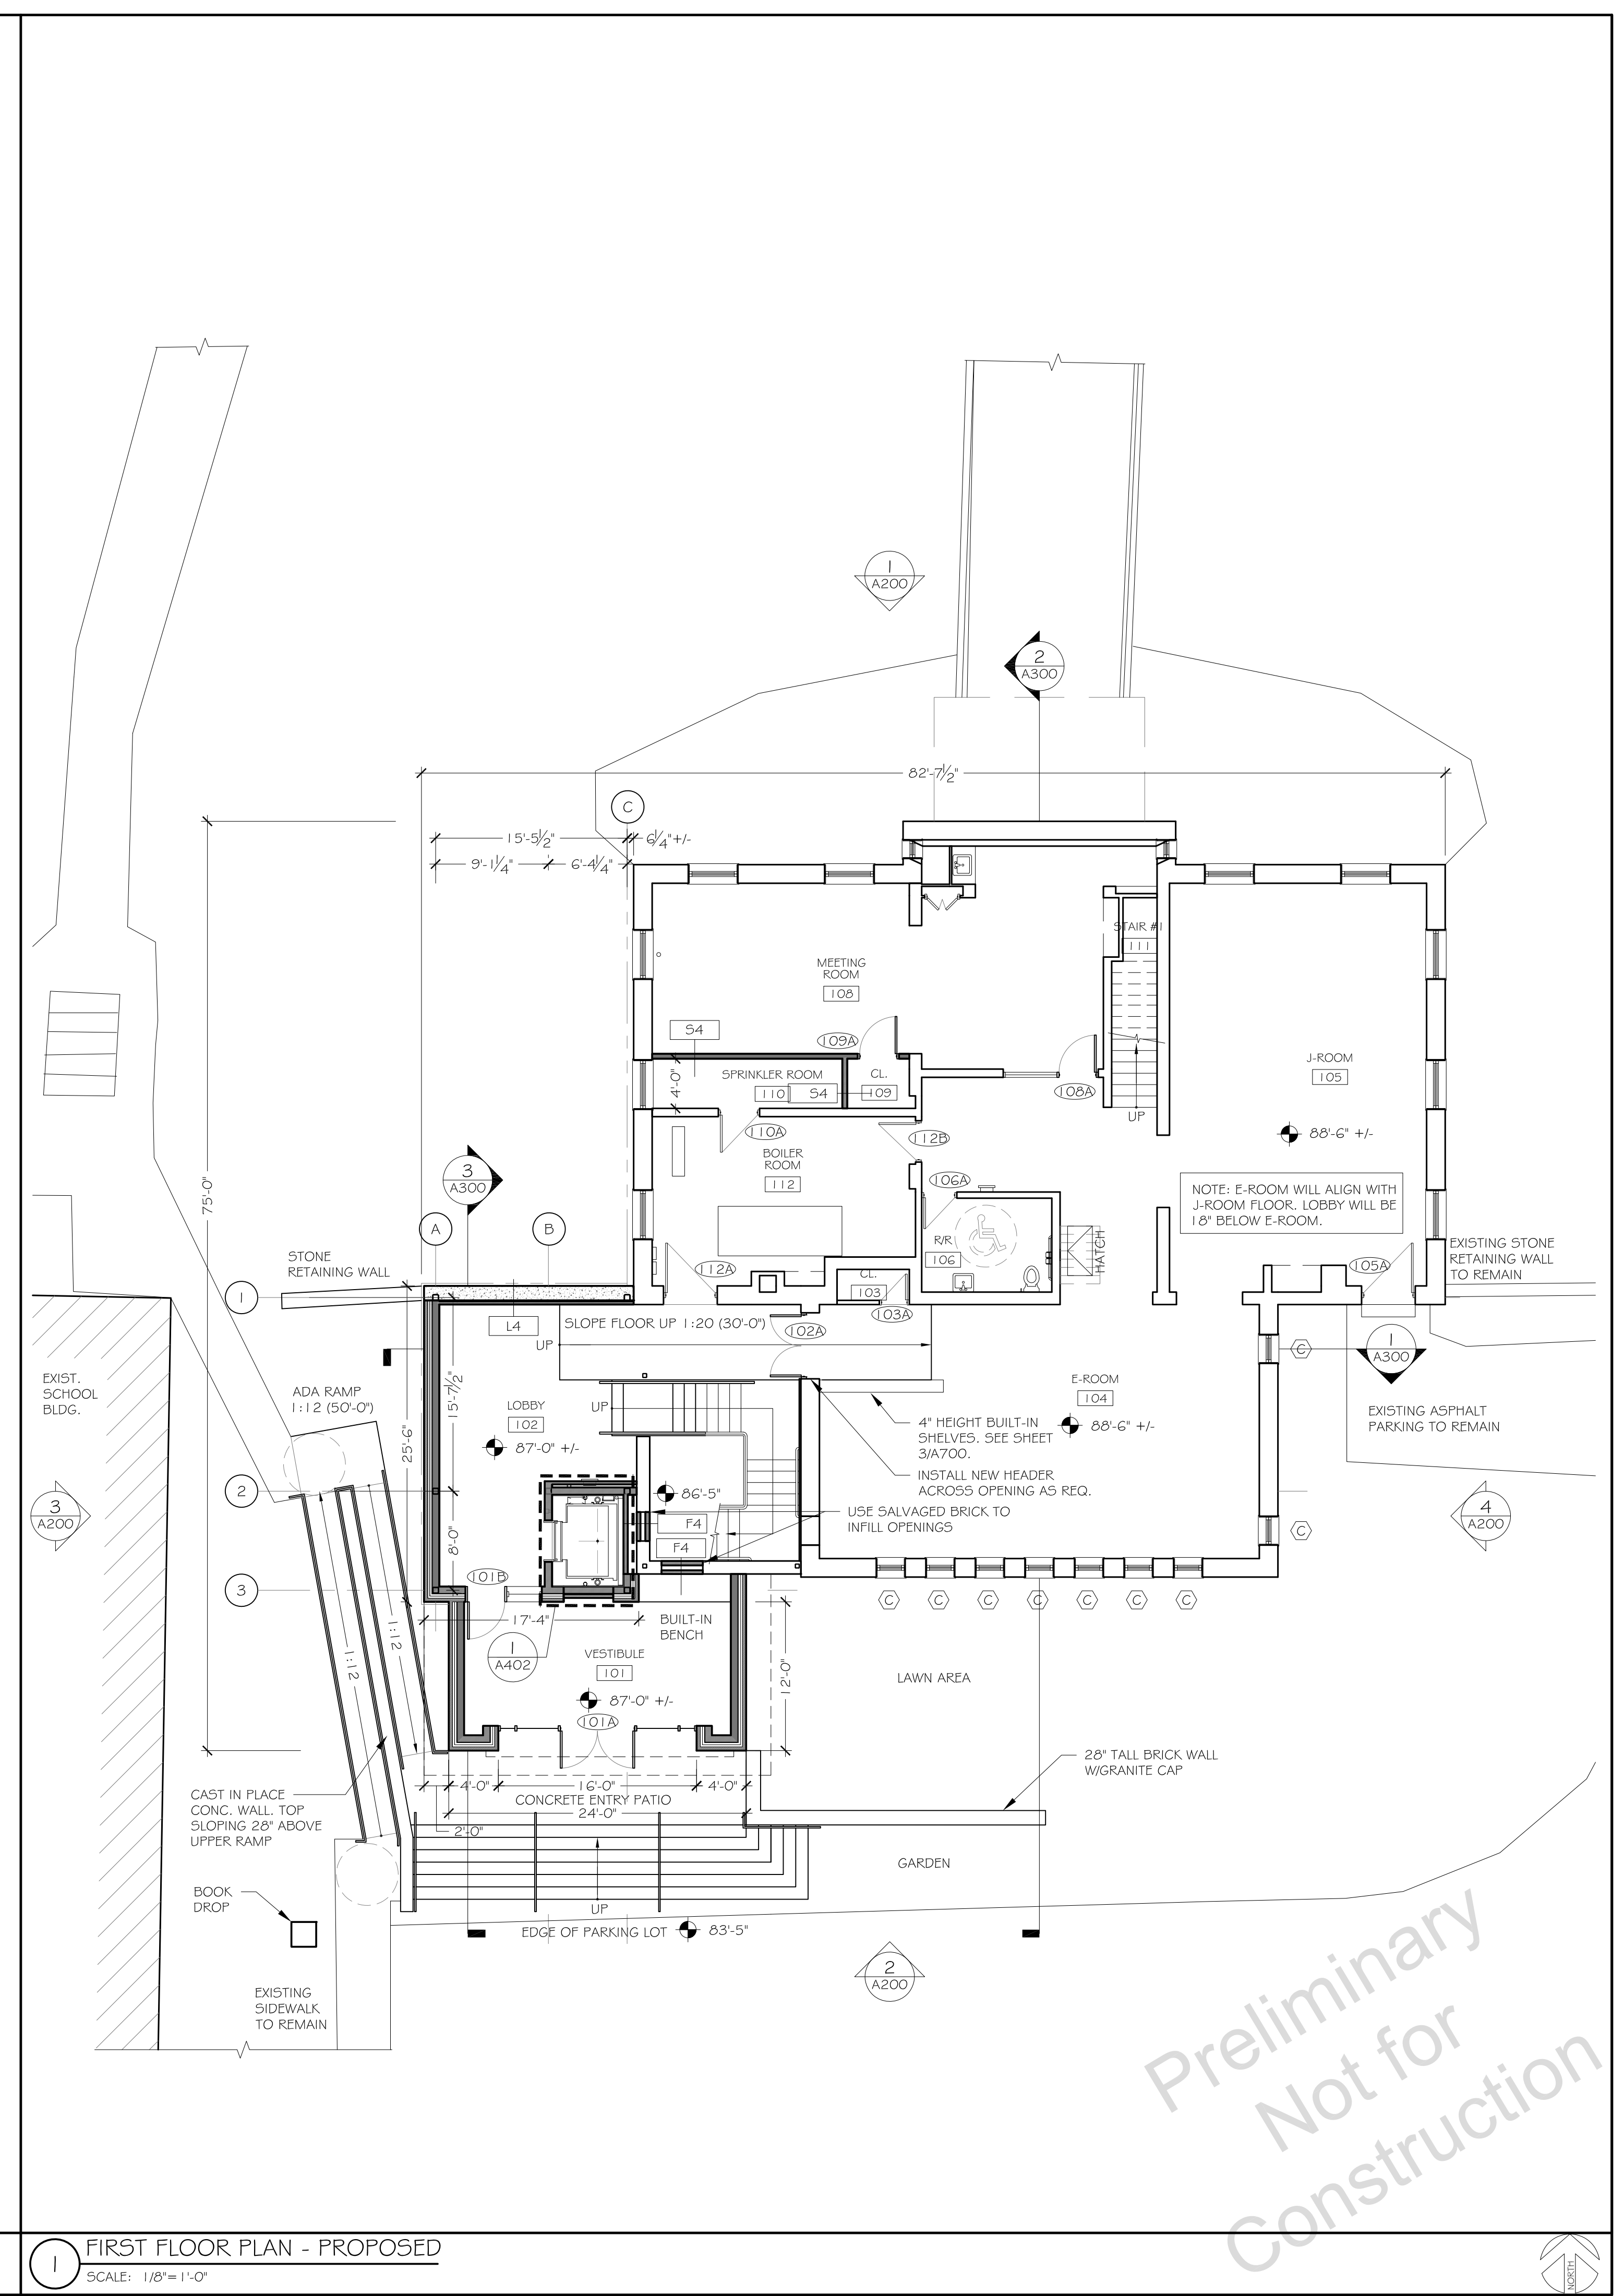 1
A200
2
A300
82'-7 1/2"
C
15'-5 1/2"
6 1/4"+/-
9'-1 1/4"
6'-4 1/4"
STAIR #1
111
MEETING
ROOM
108
S4
109A
SPRINKLER ROOM
110
S4
CL.
109
4'-0"
108A
UP
J-ROOM
105
88'-6" +/-
110A
112B
BOILER
ROOM
112
3
A300
75'-0"
106A
NOTE: E-ROOM WILL ALIGN WITH
J-ROOM FLOOR. LOBBY WILL BE
18" BELOW E-ROOM.
A
B
R/R
106
HATCH
STONE
RETAINING WALL
EXISTING STONE
RETAINING WALL
TO REMAIN
112A
105A
CL.
103
103A
1
L4
SLOPE FLOOR UP 1:20 (30'-0")
102A
UP
1
A300
C
EXIST.
SCHOOL
BLDG.
ADA RAMP
1:12 (50'-0")
15'-7 1/2"
25'-6"
LOBBY
102
87'-0" +/-
UP
E-ROOM
104
88'-6" +/-
4" HEIGHT BUILT-IN
SHELVES. SEE SHEET
3/A700.
EXISTING ASPHALT
PARKING TO REMAIN
INSTALL NEW HEADER
ACROSS OPENING AS REQ.
2
86'-5"
USE SALVAGED BRICK TO
INFILL OPENINGS
3
A200
4
A200
F4
F4
C
8'-0"
101B
3
C
C
C
C
C
C
C
17'-4"
BUILT-IN
BENCH
1
A402
1:12
1:12
VESTIBULE
101
87'-0" +/-
12'-0"
LAWN AREA
101A
28" TALL BRICK WALL
W/GRANITE CAP
4'-0"
16'-0"
4'-0"
CAST IN PLACE
CONC. WALL. TOP
SLOPING 28" ABOVE
UPPER RAMP
CONCRETE ENTRY PATIO
24'-0"
2'-0"
GARDEN
BOOK
DROP
UP
EDGE OF PARKING LOT
83'-5"
2
A200
EXISTING
SIDEWALK
TO REMAIN
Preliminary
Not for
Construction
1
FIRST FLOOR PLAN - PROPOSED
SCALE: 1/8"=1'-0"
NORTH